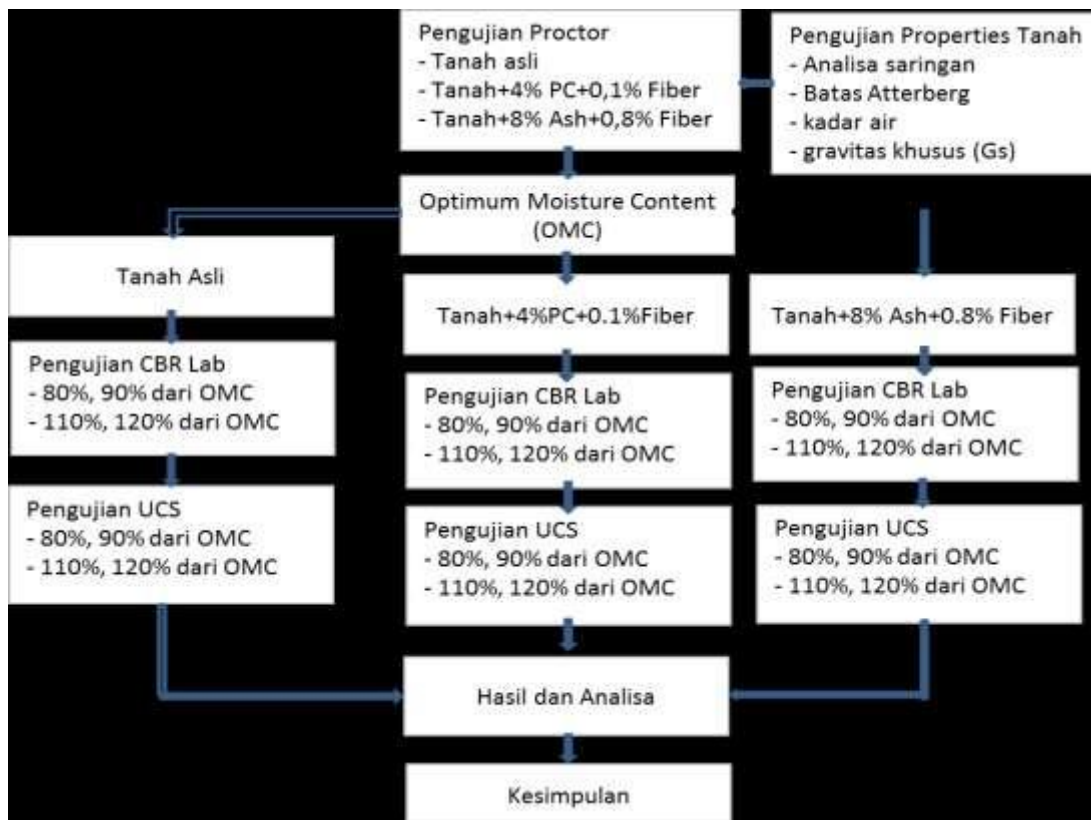 Pengujian Proctor
- Tanah asli
- Tanah+4% PC+0,1% Fiber
- Tanah+8% Ash+0,8% Fiber
Pengujian Properties Tanah
- Analisa saringan
- Batas Atterberg
- kadar air
- gravitas khusus (Gs)
Optimum Moisture Content
(OMC)
Tanah Asli
Tanah+4%PC+0.1%Fiber
Tanah+8% Ash+0.8% Fiber
Pengujian CBR Lab
- 80%, 90% dari OMC
- 110%, 120% dari OMC
Pengujian CBR Lab
- 80%, 90% dari OMC
- 110%, 120% dari OMC
Pengujian CBR Lab
- 80%, 90% dari OMC
- 110%, 120% dari OMC
Pengujian UCS
- 80%, 90% dari OMC
- 110%, 120% dari OMC
Pengujian UCS
- 80%, 90% dari OMC
- 110%, 120% dari OMC
Pengujian UCS
- 80%, 90% dari OMC
- 110%, 120% dari OMC
Hasil dan Analisa
Kesimpulan